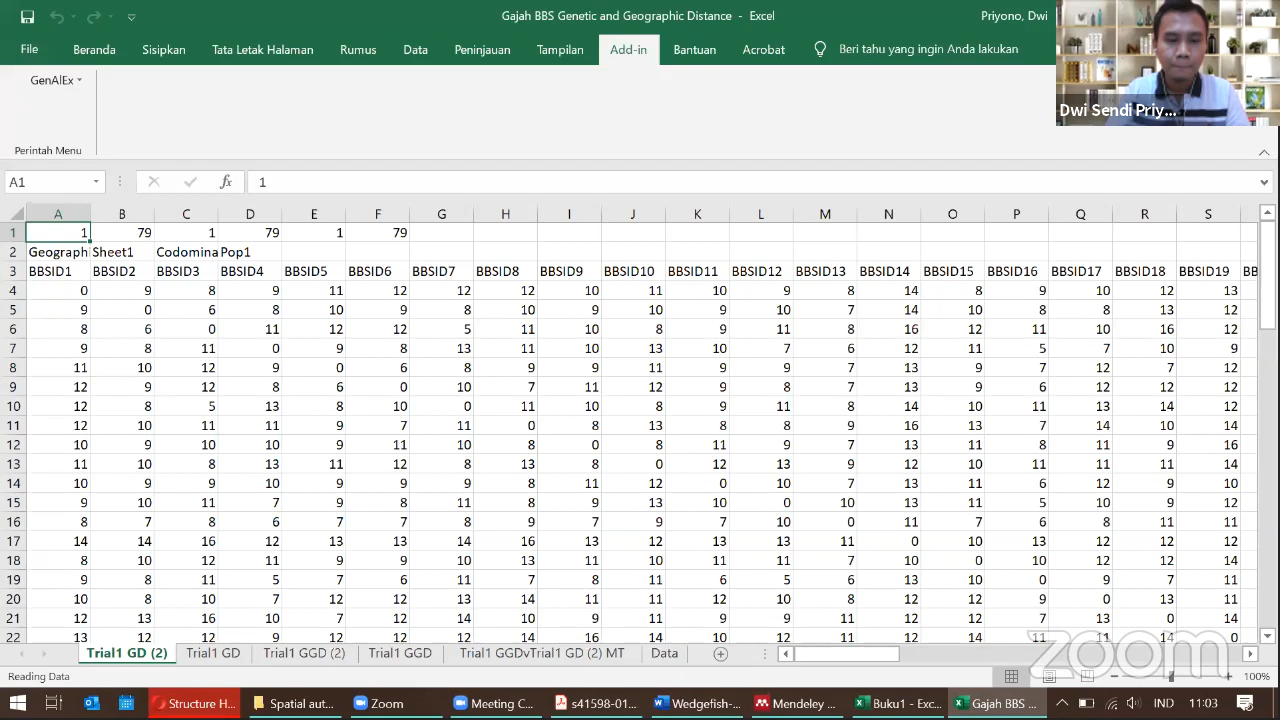 Gajah BBS Genetic and Geographic Distance - Excel
Priyono, Dwi
File Beranda Sisipkan Tata Letak Halaman Rumus Data Peninjauan Tampilan Add-in Bantuan Acrobat Beri tahu yang ingin Anda lakukan
GenAlEx
Perintah Menu
Dwi Sendi Priy...
A1 fx 1
A B C D E F G H I J K L M N O P Q R S
1 1 79 1 79 1 79
2 Geograph Sheet1 Codomina Pop1
3 BBSID1 BBSID2 BBSID3 BBSID4 BBSID5 BBSID6 BBSID7 BBSID8 BBSID9 BBSID10 BBSID11 BBSID12 BBSID13 BBSID14 BBSID15 BBSID16 BBSID17 BBSID18 BBSID19 BB
4 0 9 8 9 11 12 12 12 10 11 10 9 8 14 8 9 10 12 13
5 9 0 6 8 10 9 8 10 9 10 9 10 7 14 10 8 8 13 12
6 8 6 0 11 12 12 5 11 10 8 9 11 8 16 12 11 10 16 12
7 9 8 11 0 9 8 13 11 10 13 10 7 6 12 11 5 7 10 9
8 11 10 12 9 0 6 8 9 9 11 9 9 7 13 9 7 12 7 12
9 12 9 12 8 6 0 10 7 11 12 9 8 7 13 9 6 12 12 12
10 12 8 5 13 8 10 0 11 10 8 9 11 8 14 10 11 13 14 12
11 12 10 11 11 9 7 11 0 8 13 8 8 9 16 13 7 14 10 14
12 10 9 10 10 9 11 10 8 0 8 11 9 7 13 11 8 11 9 16
13 11 10 8 13 11 12 8 13 8 0 12 13 9 12 10 11 11 11 14
14 10 9 9 10 9 9 9 8 11 12 0 10 7 13 11 6 12 9 10
15 9 10 11 7 9 8 11 8 9 13 10 0 10 13 11 5 10 9 12
16 8 7 8 6 7 7 8 9 7 9 7 10 0 11 7 6 8 11 11
17 14 14 16 12 13 13 14 16 13 12 13 13 11 0 10 13 12 12 12
18 8 10 12 11 9 9 10 13 11 10 11 11 7 10 0 10 12 12 14
19 9 8 11 5 7 6 11 7 8 11 6 5 6 13 10 0 9 7 11
20 10 8 10 7 12 12 13 14 11 11 12 10 8 12 12 9 0 13 11
21 12 13 16 10 7 12 14 10 9 11 9 9 11 12 12 7 13 0 14
22 13 12 12 9 12 12 12 14 16 14 10 12 11 12 14 11 11 14 0
Trial1 GD (2) Trial1 GD Trial1 GGD (2) Trial1 GGD Trial1 GGDvTrial1 GD (2) MT Data
zoom
Reading Data 100%
Structure H... Spatial aut... Zoom Meeting C... s41598-01... Wedgefish-... Mendeley ... Buku1 - Exc... Gajah BBS ... IND 11:03